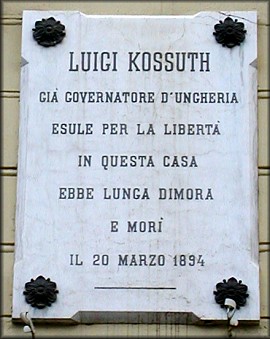 LUIGI KOSSUTH
GIÀ GOVERNATORE D'UNGHERIA
ESULE PER LA LIBERTÀ
IN QUESTA CASA
EBBE LUNGA DIMORA
E MORÌ
IL 20 MARZO 1894